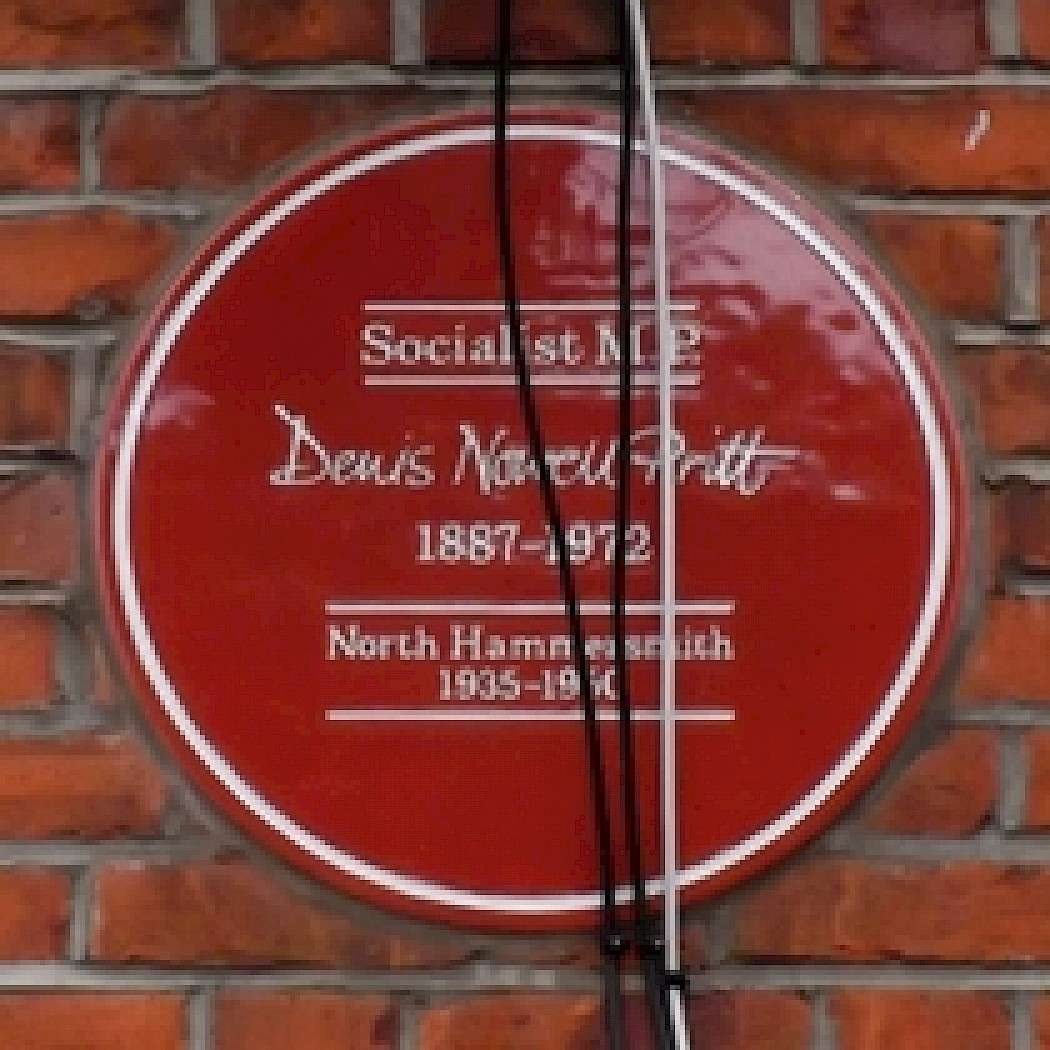 Socialist M.P.
Denis Nowell Pritt
1887–1972
North Hammersmith
1935–1950